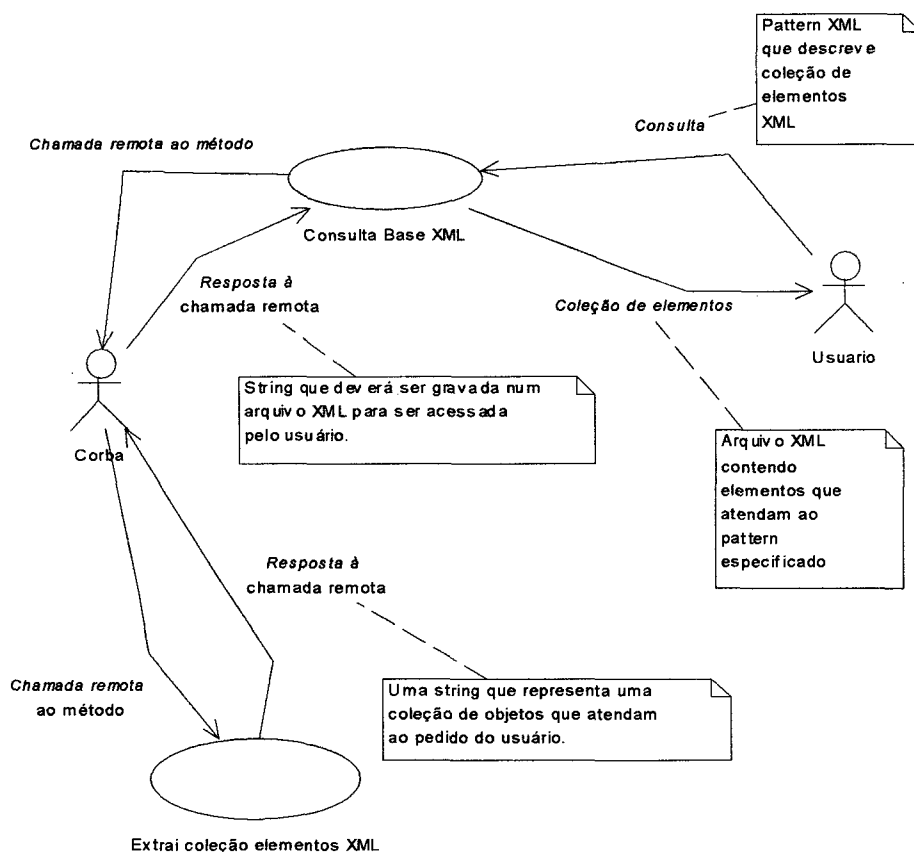 Pattern XML
que descreve
coleção de
elementos
XML
Consulta
Chamada remota ao método
Consulta Base XML
Resposta à
chamada remota
Coleção de elementos
Usuario
String que deverá ser gravada num
arquivo XML para ser acessada
pelo usuário.
Corba
Arquivo XML
contendo
elementos que
atendam ao
pattern
especificado
Resposta à
chamada remota
Chamada remota
ao método
Uma string que representa uma
coleção de objetos que atendam
ao pedido do usuário.
Extrai coleção elementos XML